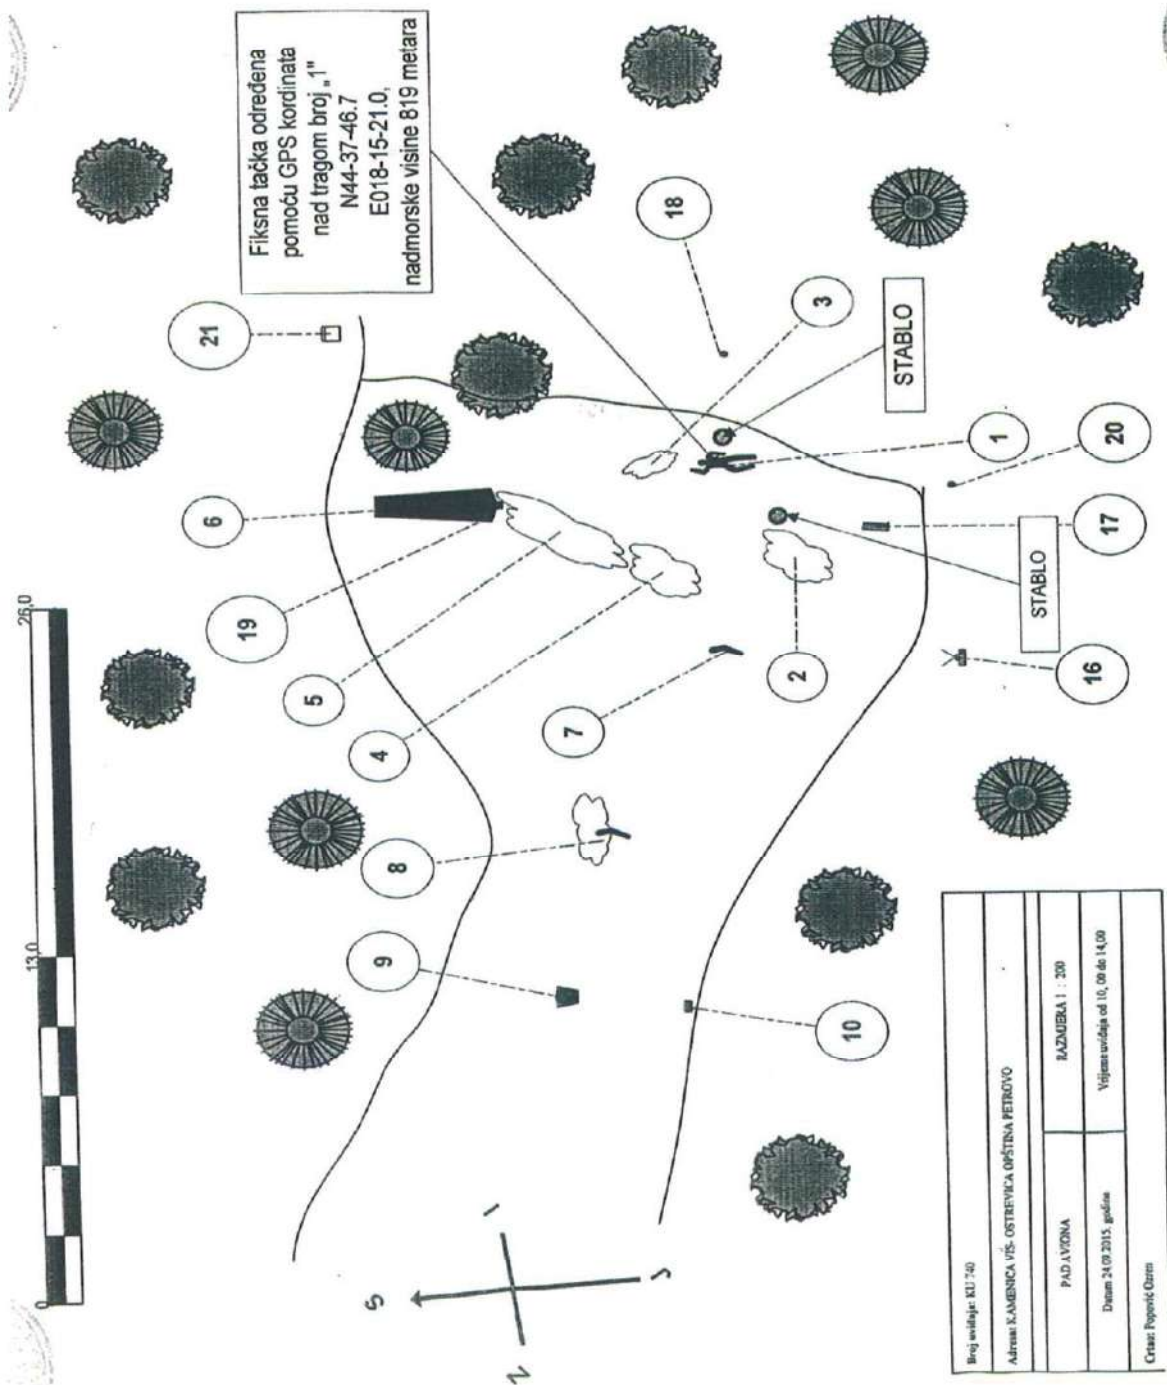 Fiksna tačka određena
pomoću GPS kordinata
nad tragom broj „1"
N44-37-46.7
E018-15-21.0,
nadmorske visine 819 metara
26,0
13,0
0
21
18
3
6
19
5
4
7
8
9
10
2
1
20
17
16
STABLO
STABLO
S
I
J
Z
Broj uviđaja: KU 740
Adresa: KAMENICA VIS- OSTREVICA OPŠTINA PETROVO
PAD AVIONA
RAZMJERA 1 : 200
Datum 24.09.2015. godine
Vrijeme uviđaja od 10, 00 do 14,00
Crtao: Popović Ozren